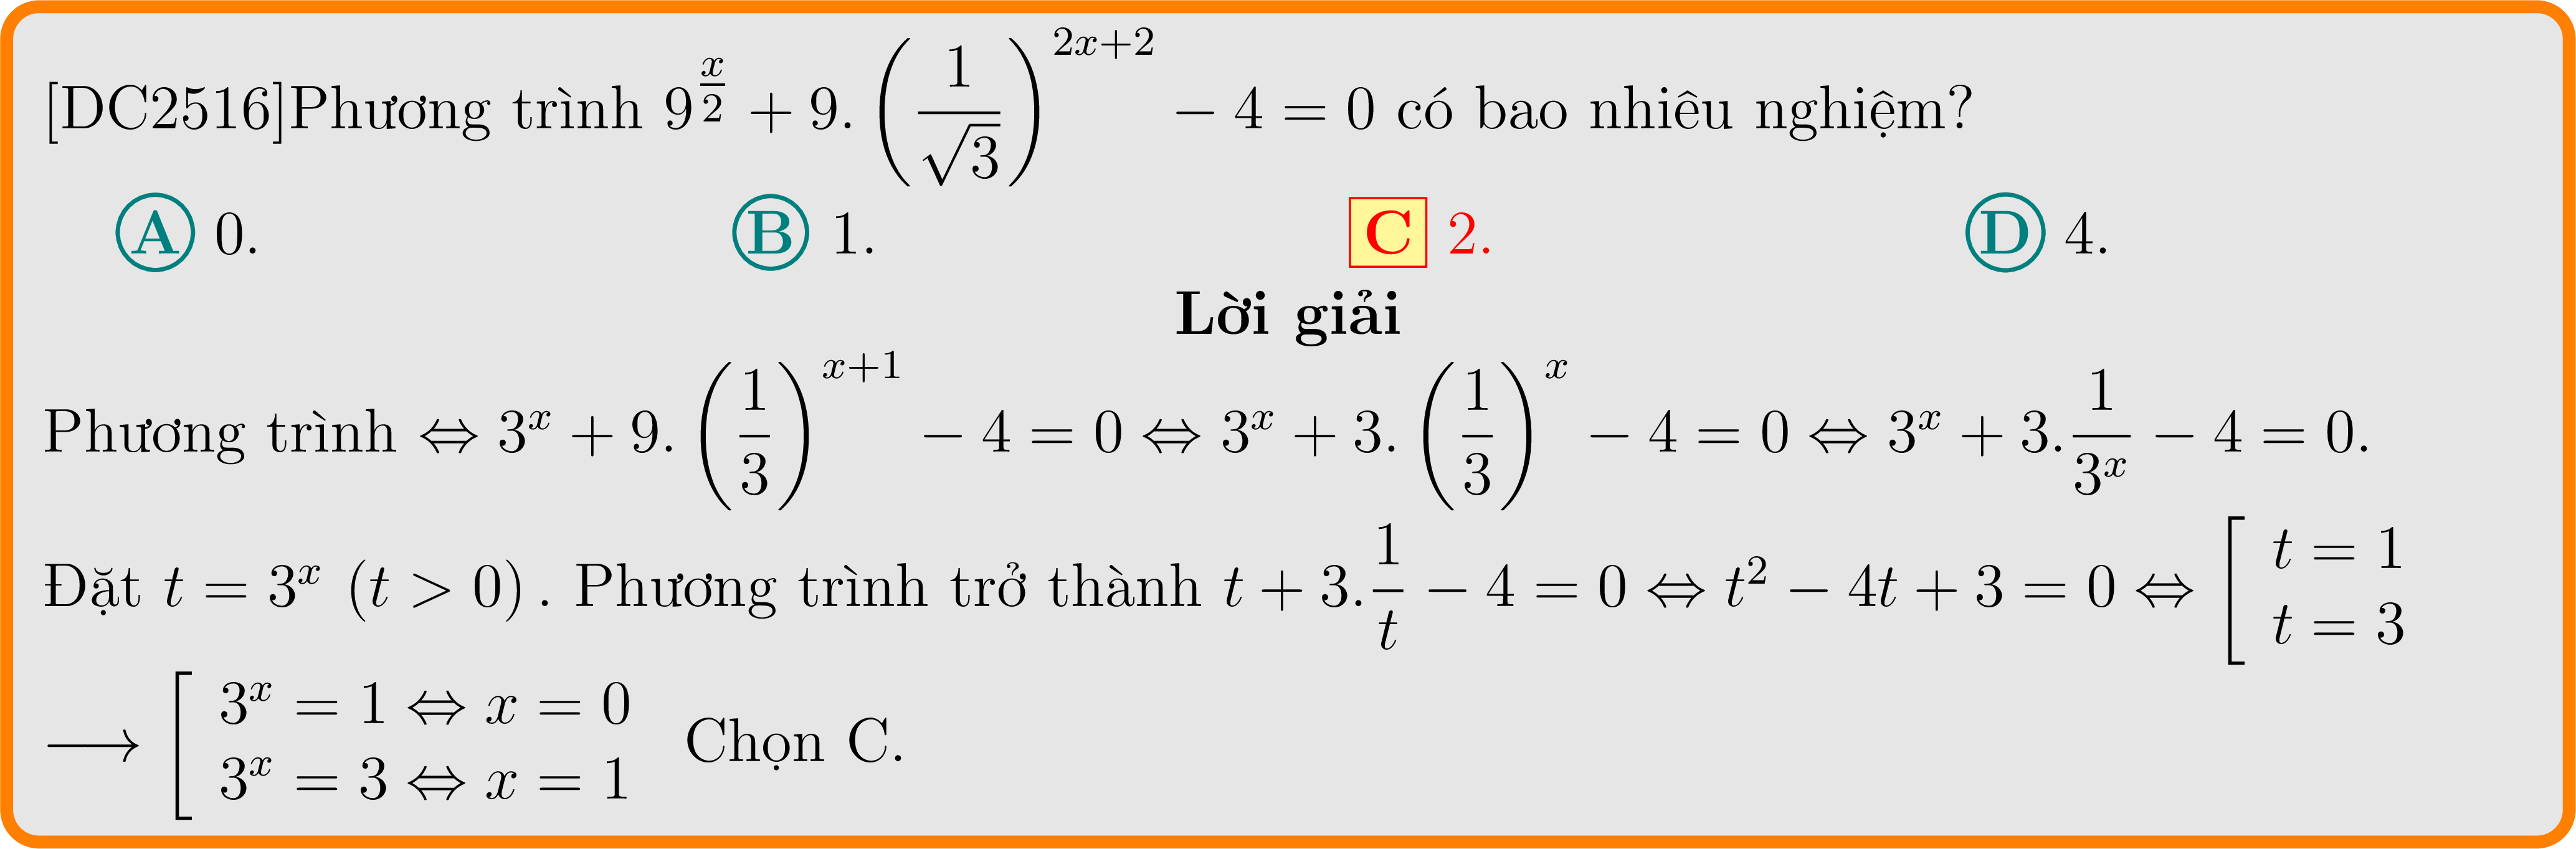 [DC2516]Phương trình $9^{\frac{x}{2}} + 9.\left(\frac{1}{\sqrt{3}}\right)^{2x+2} - 4 = 0$ có bao nhiêu nghiệm?
A 0. B 1. C 2. D 4.
Lời giải
Phương trình $\Leftrightarrow 3^x + 9.\left(\frac{1}{3}\right)^{x+1} - 4 = 0 \Leftrightarrow 3^x + 3.\left(\frac{1}{3}\right)^x - 4 = 0 \Leftrightarrow 3^x + 3.\frac{1}{3^x} - 4 = 0.$
Đặt $t = 3^x \ (t > 0)$. Phương trình trở thành $t + 3.\frac{1}{t} - 4 = 0 \Leftrightarrow t^2 - 4t + 3 = 0 \Leftrightarrow \left[\begin{array}{l} t = 1 \\ t = 3 \end{array}\right.$
$\longrightarrow \left[\begin{array}{l} 3^x = 1 \Leftrightarrow x = 0 \\ 3^x = 3 \Leftrightarrow x = 1 \end{array}\right.$ Chọn C.